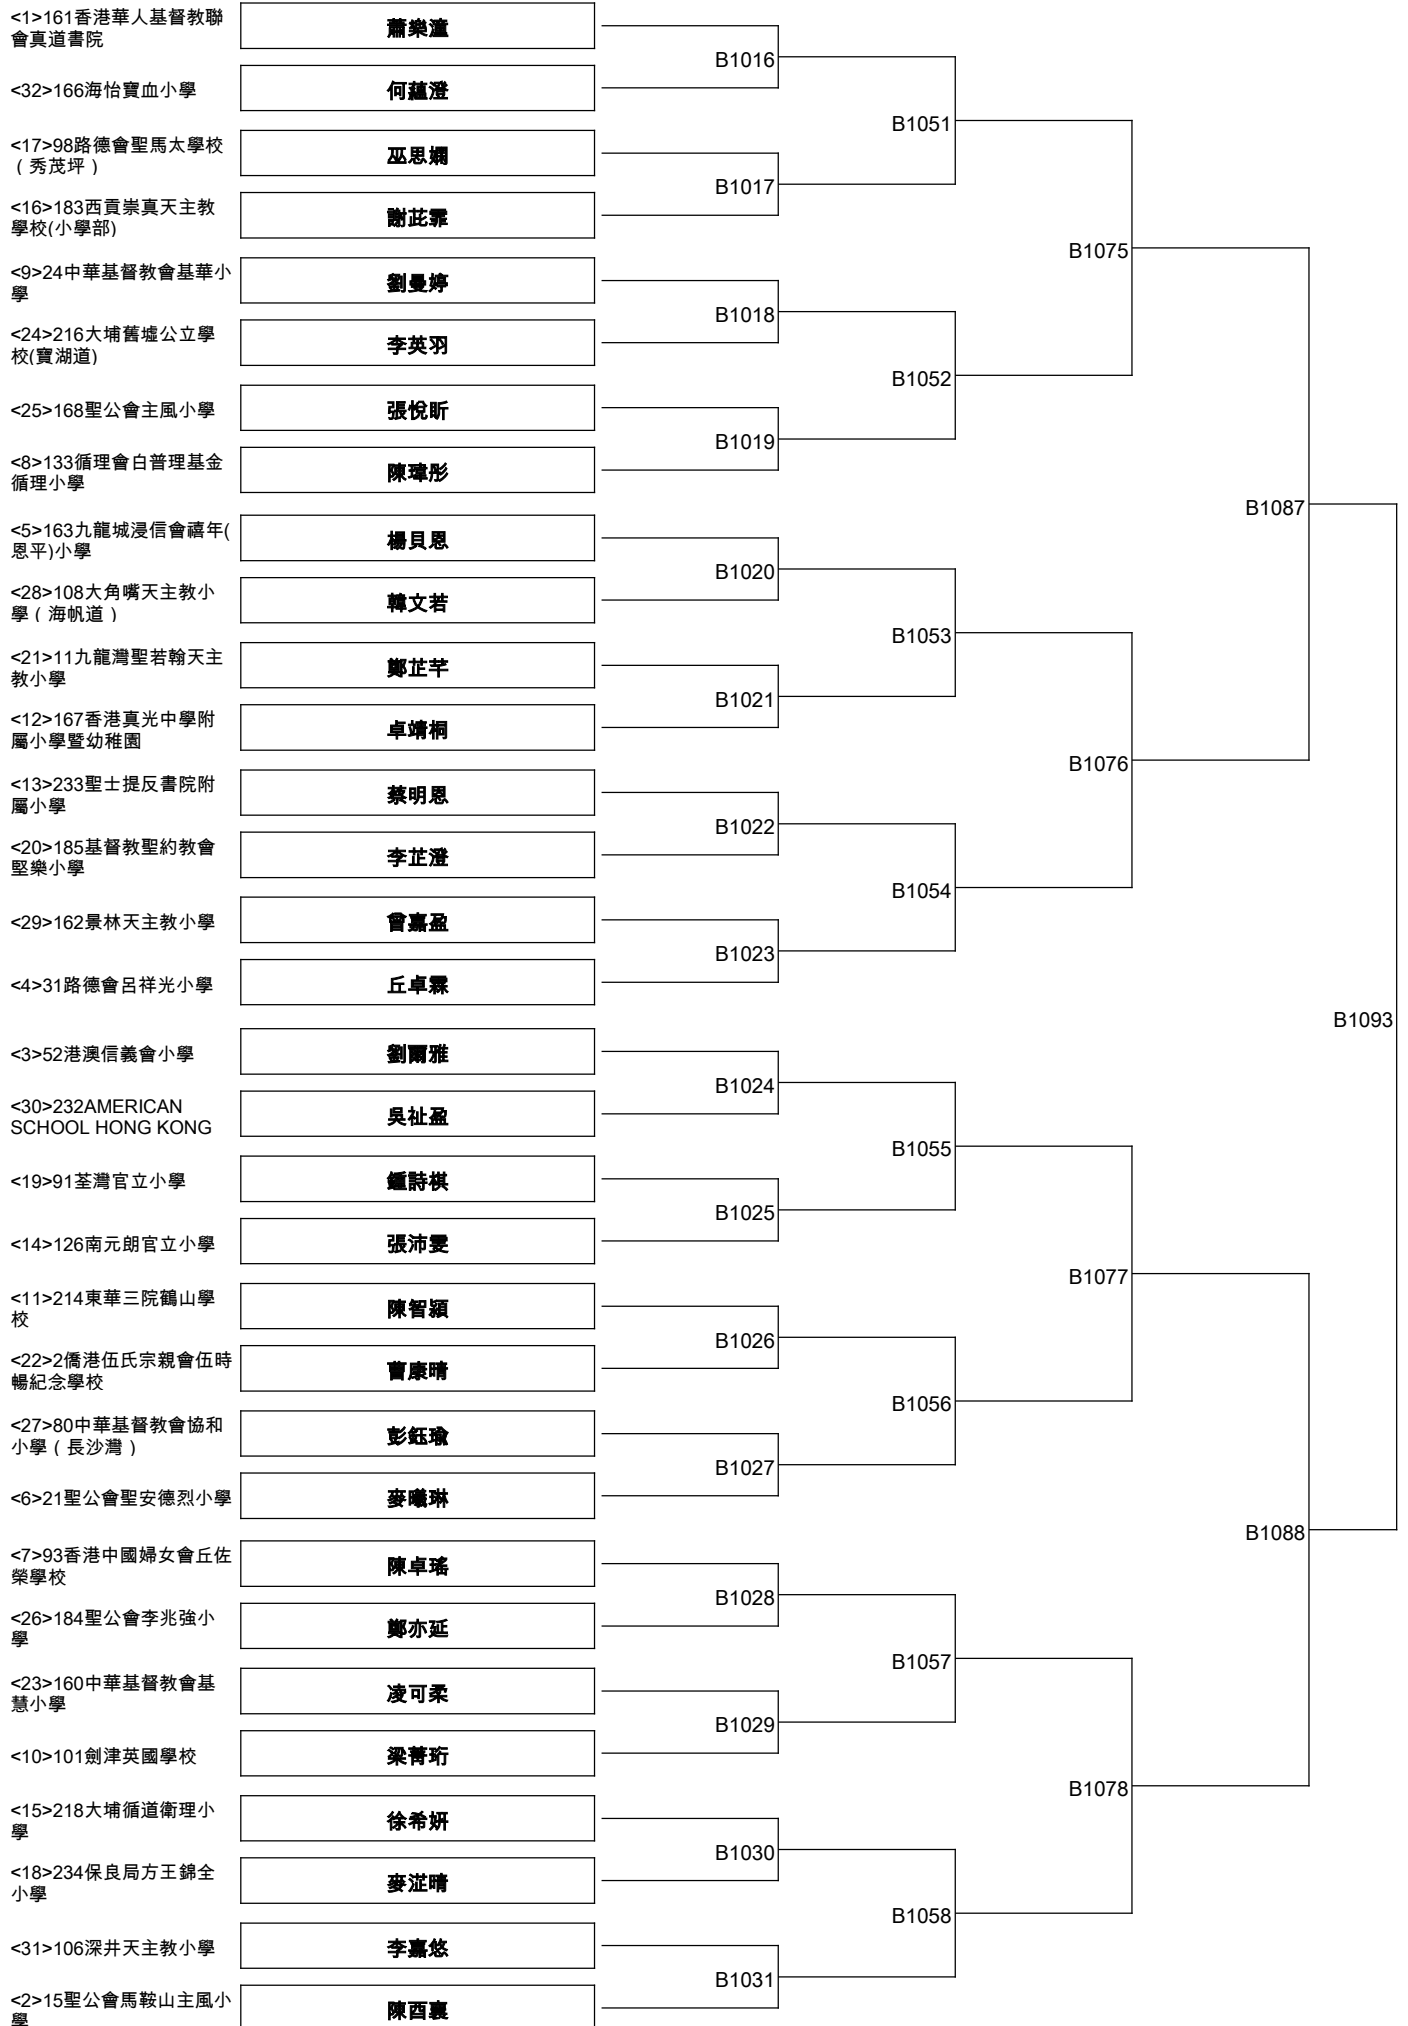 <1>161香港華人基督教聯
會真道書院
蕭樂潼
B1016
<32>166海怡寶血小學
何蘊澄
B1051
<17>98路德會聖馬太學校
（秀茂坪）
巫思嫻
B1017
<16>183西貢崇真天主教
學校(小學部)
謝芷霏
B1075
<9>24中華基督教會基華小
學
劉曼婷
B1018
<24>216大埔舊墟公立學
校(寶湖道)
李英羽
B1052
<25>168聖公會主風小學
張悅昕
B1019
<8>133循理會白普理基金
循理小學
陳瑋彤
B1087
<5>163九龍城浸信會禧年(
恩平)小學
楊貝恩
B1020
<28>108大角嘴天主教小
學（海帆道）
韓文若
B1053
<21>11九龍灣聖若翰天主
教小學
鄭芷芊
B1021
<12>167香港真光中學附
屬小學暨幼稚園
卓靖桐
B1076
<13>233聖士提反書院附
屬小學
蔡明恩
B1022
<20>185基督教聖約教會
堅樂小學
李芷澄
B1054
<29>162景林天主教小學
曾嘉盈
B1023
<4>31路德會呂祥光小學
丘卓霖
B1093
<3>52港澳信義會小學
劉爾雅
B1024
<30>232AMERICAN
SCHOOL HONG KONG
吳祉盈
B1055
<19>91荃灣官立小學
鍾詩棋
B1025
<14>126南元朗官立小學
張沛雯
B1077
<11>214東華三院鶴山學
校
陳智潁
B1026
<22>2僑港伍氏宗親會伍時
暢紀念學校
曹康晴
B1056
<27>80中華基督教會協和
小學（長沙灣）
彭鈺瑜
B1027
<6>21聖公會聖安德烈小學
麥曦琳
B1088
<7>93香港中國婦女會丘佐
榮學校
陳卓瑤
B1028
<26>184聖公會李兆強小
學
鄭亦延
B1057
<23>160中華基督教會基
慧小學
凌可柔
B1029
<10>101劍津英國學校
梁菁珩
B1078
<15>218大埔循道衛理小
學
徐希妍
B1030
<18>234保良局方王錦全
小學
麥淽晴
B1058
<31>106深井天主教小學
李嘉悠
B1031
<2>15聖公會馬鞍山主風小
學
陳酉裏